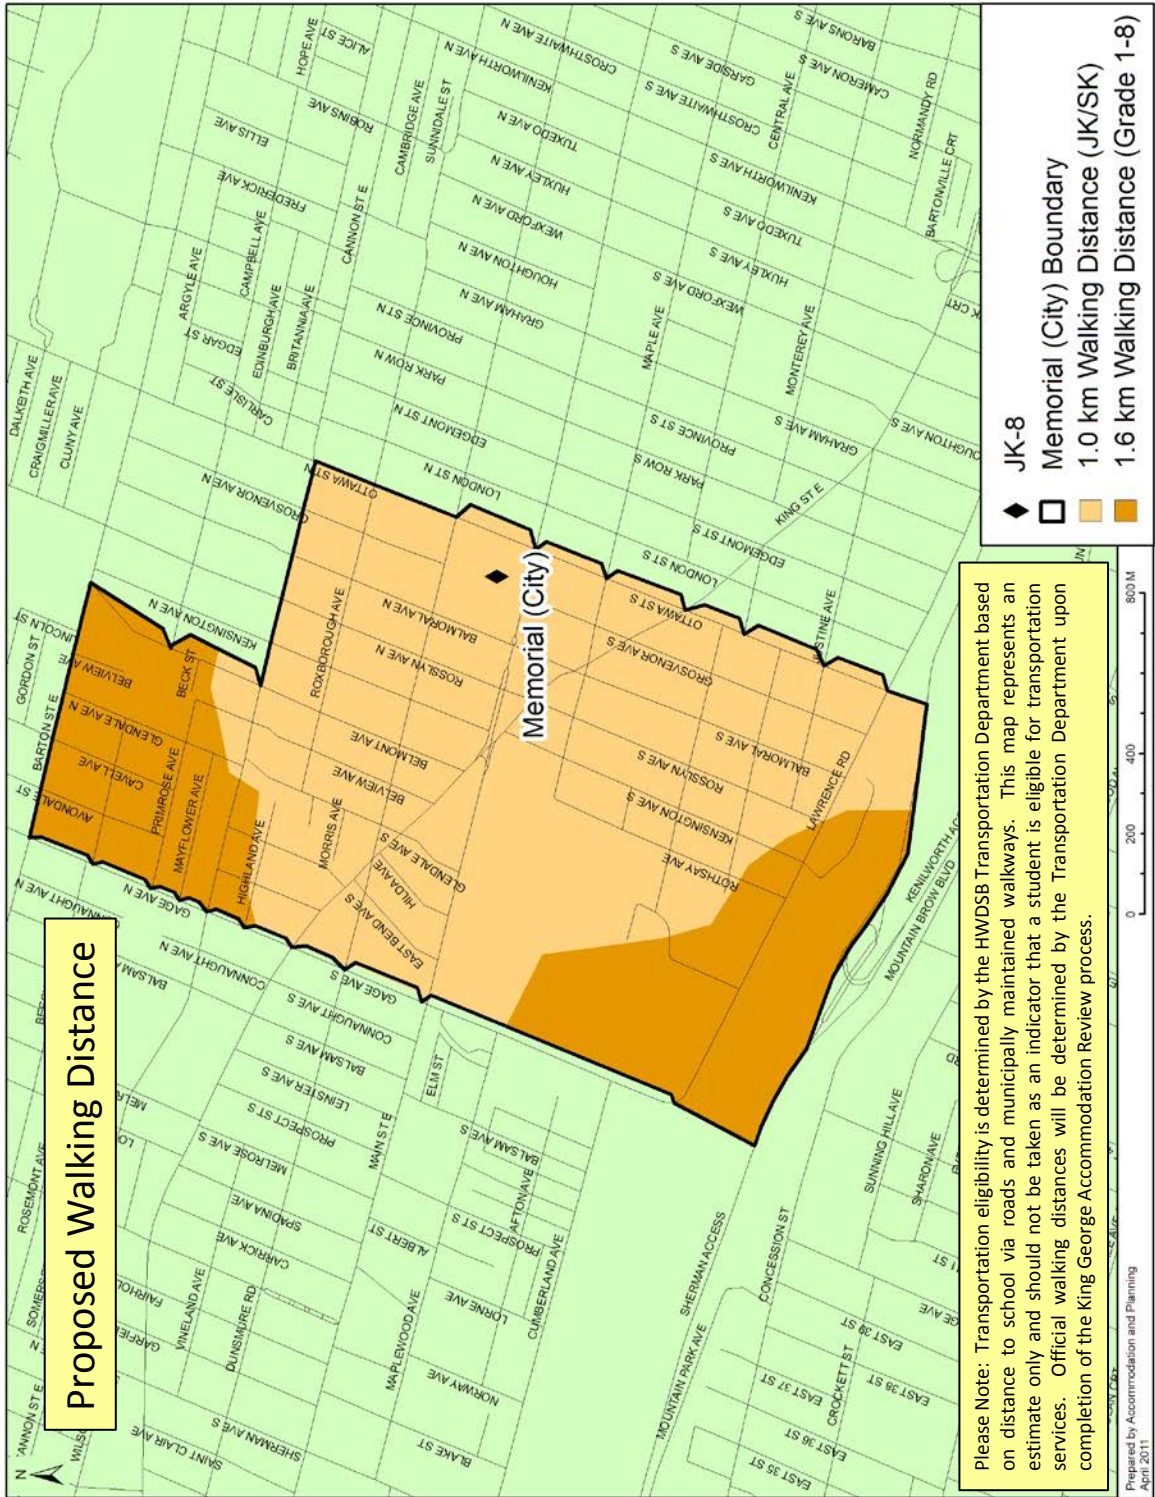 Proposed Walking Distance
N
CANNON ST E
SOMERS
ROSEMONT AVE
GARFIE
FAIRHOL
VINELAND AVE
DUNSMURE RD
CARRICK AVE
SPADINA AVE
MELROSE AVE S
PROSPECT ST S
LEINSTER AVE S
BALSAM AVE S
CONNAUGHT AVE S
GAGE AVE S
SAINT CLAIR AVE
SHERMAN AVE S
BLAKE ST
NORWAY AVE
MAPLEWOOD AVE
LORNE AVE
ALBERT ST
MAIN ST E
ELM ST
BALSAM AVE S
AFTON AVE
PROSPECT ST S
CUMBERLAND AVE
CONNAUGHT AVE N
GAGE AVE N
CONNAUGHT AVE N
GORDON ST
LINCOLN ST
BARTON ST E
BELVIEW AVE
GLENDALE AVE N
CAVELL AVE
BECK ST
PRIMROSE AVE
MAYFLOWER AVE
HIGHLAND AVE
KENSINGTON AVE N
ROXBOROUGH AVE
MORRIS AVE
BELMONT AVE
BELVIEW AVE
GLENDALE AVE S
HILDA AVE
EAST BEND AVE S
ROSSLYN AVE N
BALMORAL AVE N
GROSVENOR AVE N
OTTAWA ST N
LONDON ST N
EDGEMONT ST N
PARK ROW N
PROVINCE ST N
GRAHAM AVE N
HOUGHTON AVE N
WEXFORD AVE N
HUXLEY AVE N
TUXEDO AVE N
KENILWORTH AVE N
CROSTHWAITE AVE N
DALKEITH AVE
CRAIGMILLER AVE
CLUNY AVE
ARGYLE AVE
EDGAR ST
CARLISLE ST
CAMPBELL AVE
EDINBURGH AVE
BRITANNIA AVE
FREDERICK AVE
ELLIS AVE
HOPE AVE
ALICE ST
ROBINS AVE
CANNON ST E
CAMBRIDGE AVE
SUNNIDALE ST
Memorial (City)
OTTAWA ST S
GROSVENOR AVE S
BALMORAL AVE S
ROSSLYN AVE S
KENSINGTON AVE S
ROTHSAY AVE
LAWRENCE RD
LONDON ST S
EDGEMONT ST S
PARK ROW S
PROVINCE ST S
GRAHAM AVE S
KING ST E
MAPLE AVE
MONTEREY AVE
WEXFORD AVE S
HUXLEY AVE S
TUXEDO AVE S
KENILWORTH AVE S
CROSTHWAITE AVE S
GARSIDE AVE S
CENTRAL AVE
CAMERON AVE S
BARONS AVE S
NORMANDY RD
BARTONVILLE CRT
MOUNTAIN BROW BLVD
MOUNTAIN PARK AVE
SHERMAN ACCESS
CONCESSION ST
SUNNING HILL AVE
SHARON AVE
CROCKETT ST
EAST 35 ST
EAST 36 ST
EAST 37 ST
EAST 38 ST
EAST 39 ST
JK-8
Memorial (City) Boundary
1.0 km Walking Distance (JK/SK)
1.6 km Walking Distance (Grade 1-8)
Please Note: Transportation eligibility is determined by the HWDSB Transportation Department based
on distance to school via roads and municipally maintained walkways. This map represents an
estimate only and should not be taken as an indicator that a student is eligible for transportation
services. Official walking distances will be determined by the Transportation Department upon
completion of the King George Accommodation Review process.
0 200 400 800 M
Prepared by Accommodation and Planning
April 2011